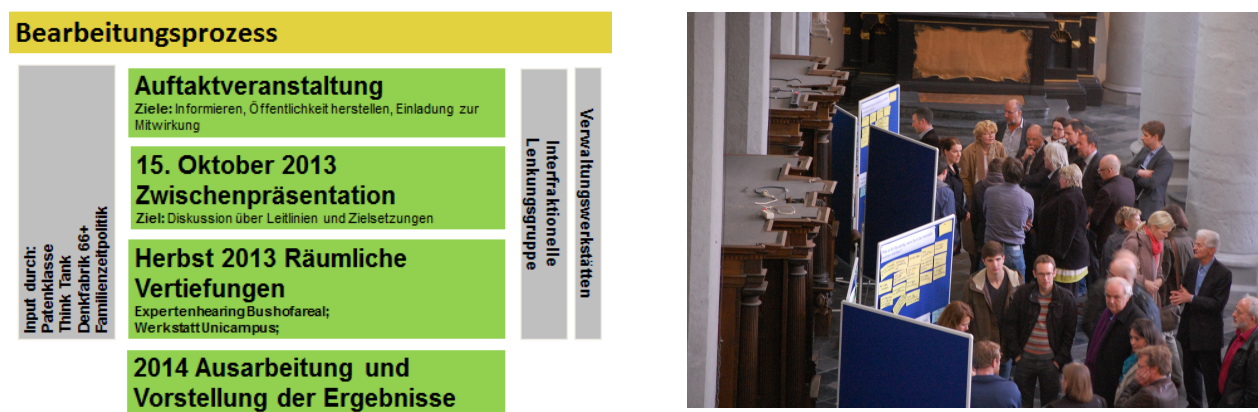 Bearbeitungsprozess
Input durch:
Patenklasse
Think Tank
Denkfabrik 66+
Familienzeitpolitik
Auftaktveranstaltung
Ziele: Informieren, Öffentlichkeit herstellen, Einladung zur
Mitwirkung
15. Oktober 2013
Zwischenpräsentation
Ziel: Diskussion über Leitlinien und Zielsetzungen
Herbst 2013 Räumliche
Vertiefungen
Expertenhearing Bushofareal;
Werkstatt Unicampus;
2014 Ausarbeitung und
Vorstellung der Ergebnisse
Interfraktionelle
Lenkungsgruppe
Verwaltungswerkstätten